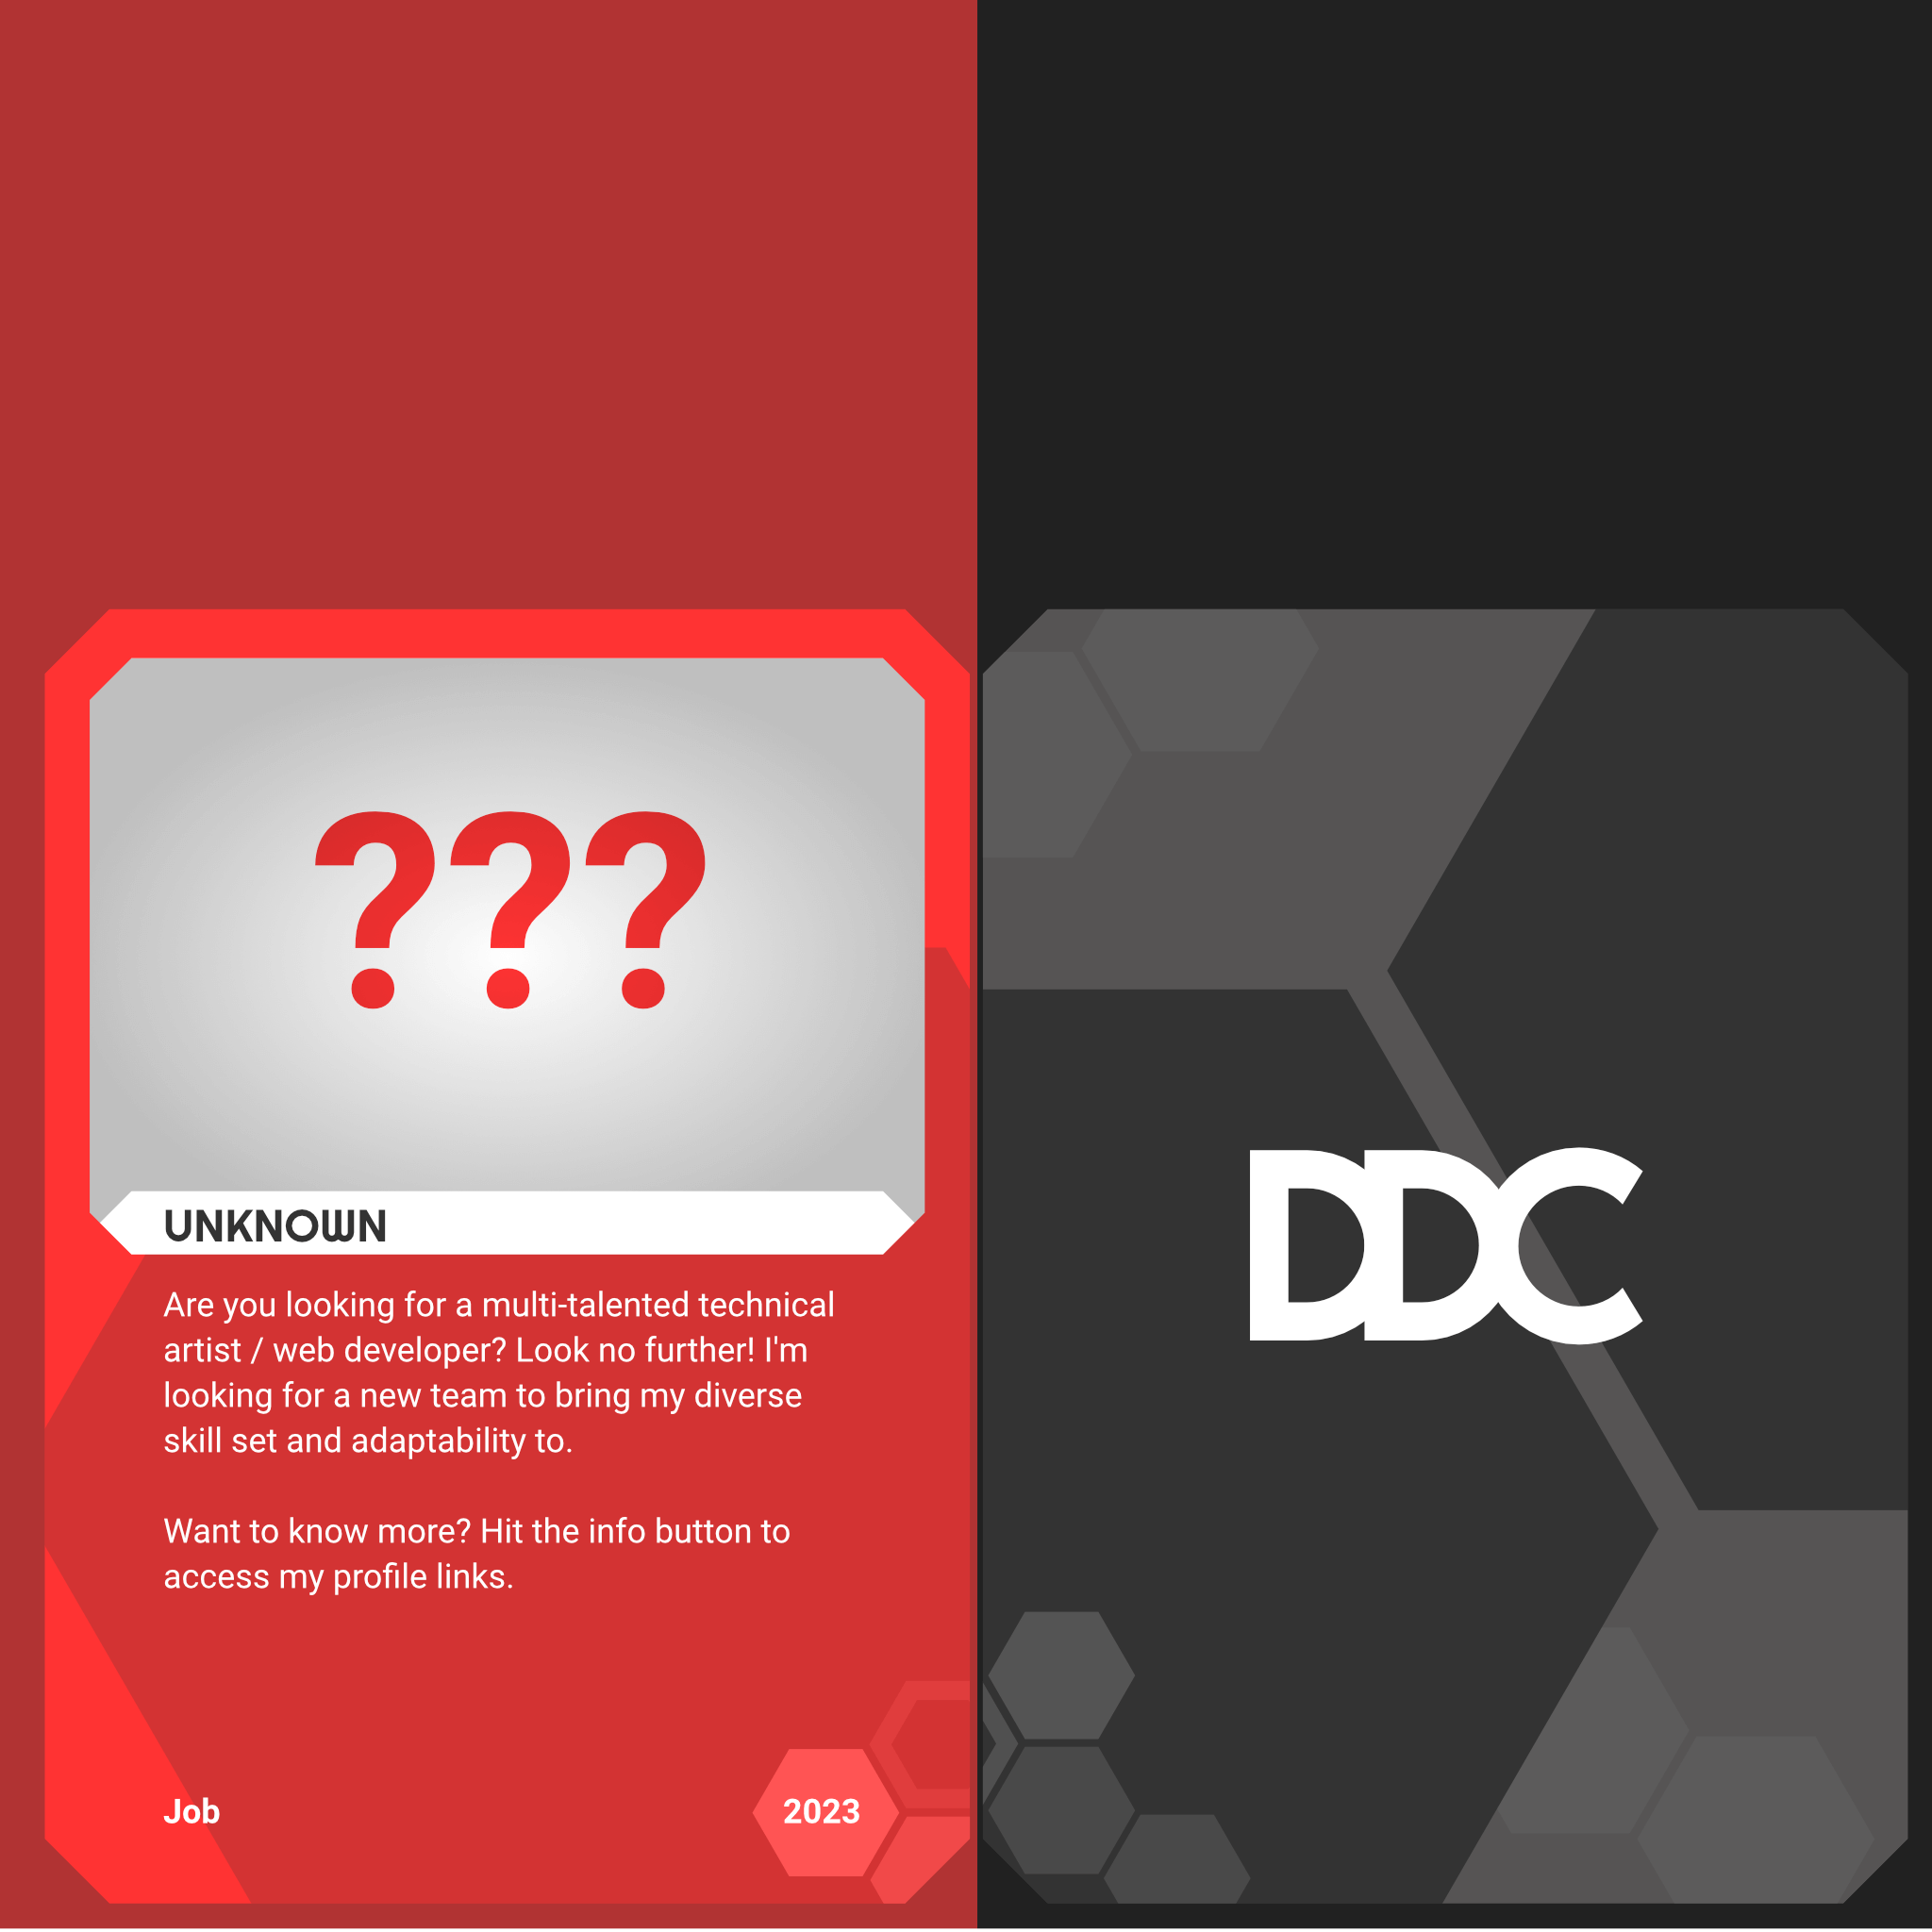 ???
UNKNOWN
Are you looking for a multi-talented technical
artist / web developer? Look no further! I'm
looking for a new team to bring my diverse
skill set and adaptability to.
Want to know more? Hit the info button to
access my profile links.
Job
2023
DDC